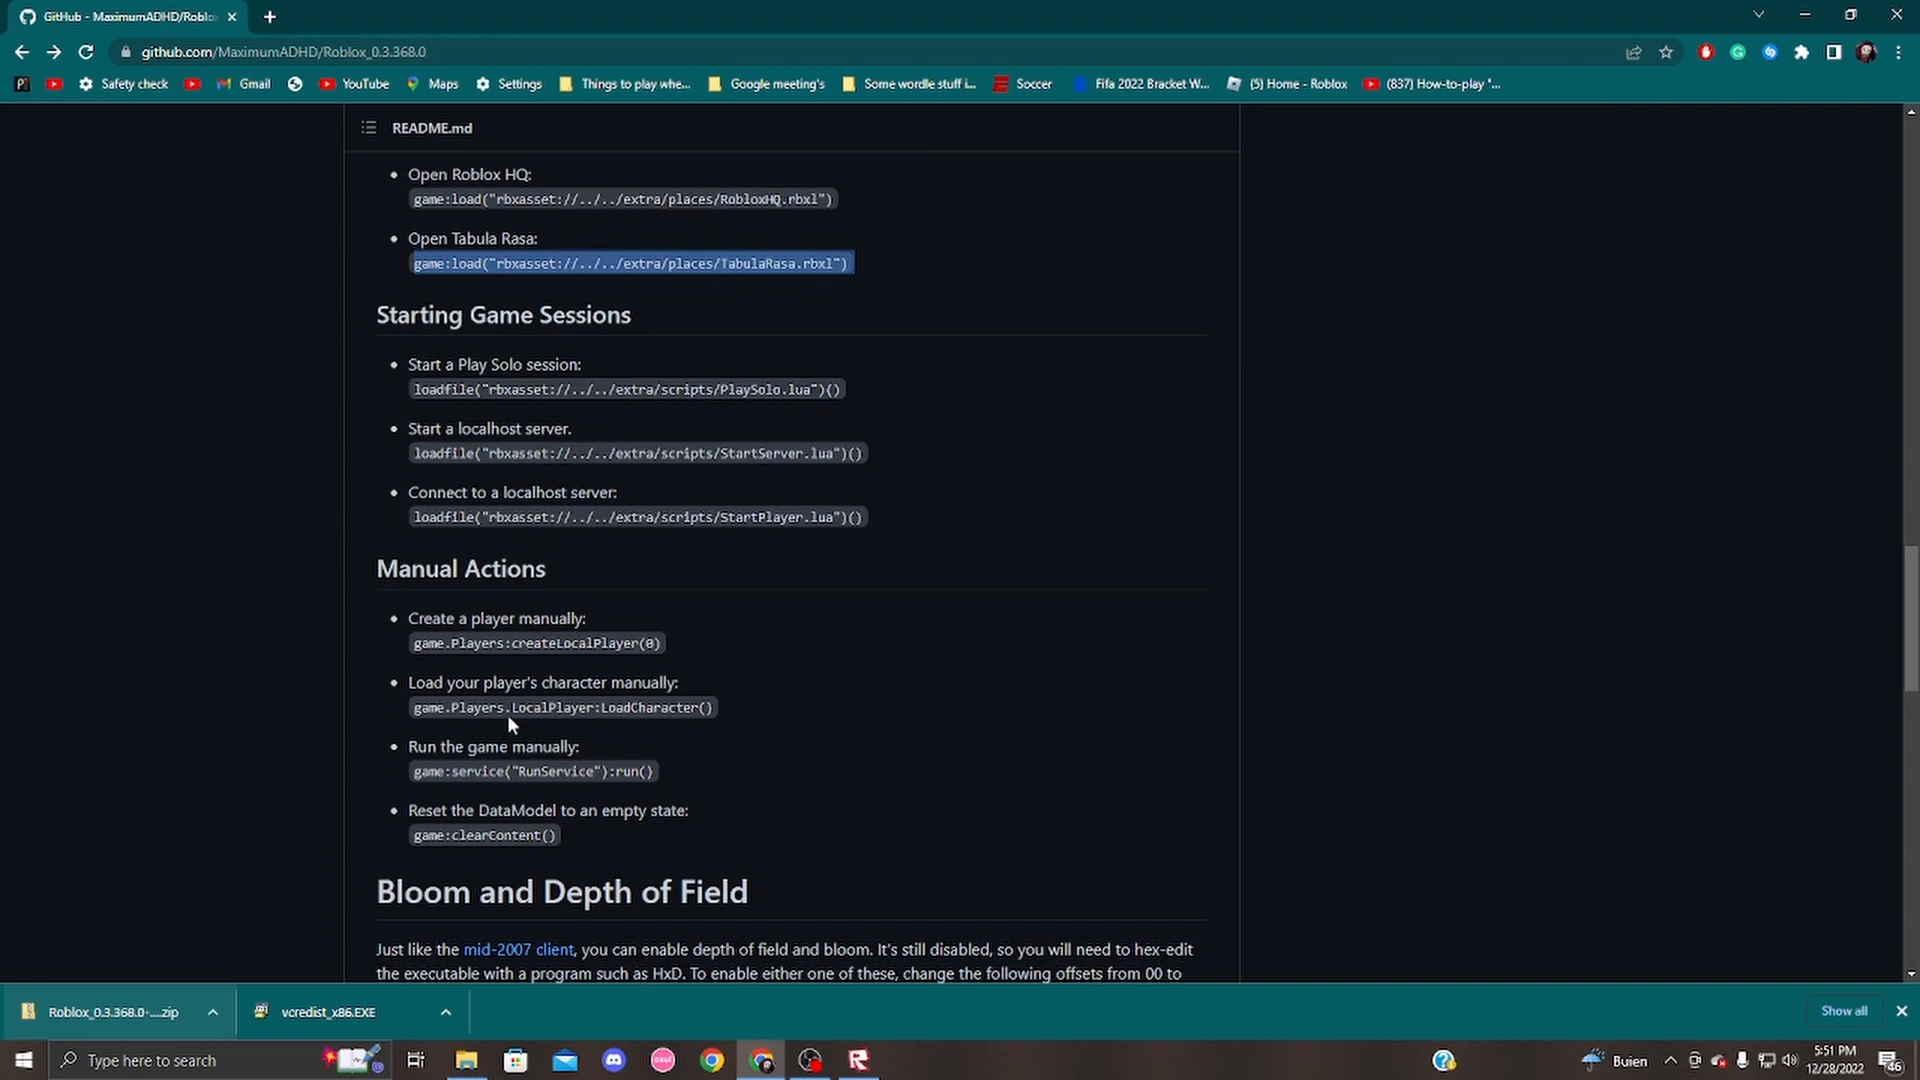 GitHub - MaximumADHD/Roblo
github.com/MaximumADHD/Roblox_0.3.368.0
Safety check
Gmail
YouTube
Maps
Settings
Things to play whe...
Google meeting's
Some wordle stuff i...
Soccer
Fifa 2022 Bracket W...
(5) Home - Roblox
(837) How-to-play "...
README.md
Open Roblox HQ:
game:load("rbxasset://../../extra/places/RobloxHQ.rbxl")
Open Tabula Rasa:
game:load("rbxasset://../../extra/places/TabulaRasa.rbxl")
Starting Game Sessions
Start a Play Solo session:
loadfile("rbxasset://../../extra/scripts/PlaySolo.lua")()
Start a localhost server.
loadfile("rbxasset://../../extra/scripts/StartServer.lua")()
Connect to a localhost server:
loadfile("rbxasset://../../extra/scripts/StartPlayer.lua")()
Manual Actions
Create a player manually:
game.Players:createLocalPlayer(0)
Load your player's character manually:
game.Players.LocalPlayer:LoadCharacter()
Run the game manually:
game:service("RunService"):run()
Reset the DataModel to an empty state:
game:clearContent()
Bloom and Depth of Field
Just like the mid-2007 client, you can enable depth of field and bloom. It's still disabled, so you will need to hex-edit
the executable with a program such as HxD. To enable either one of these, change the following offsets from 00 to
Roblox_0.3.368.0-....zip
vcredist_x86.EXE
Show all
Type here to search
osu!
Buien
5:51 PM
12/28/2022
46